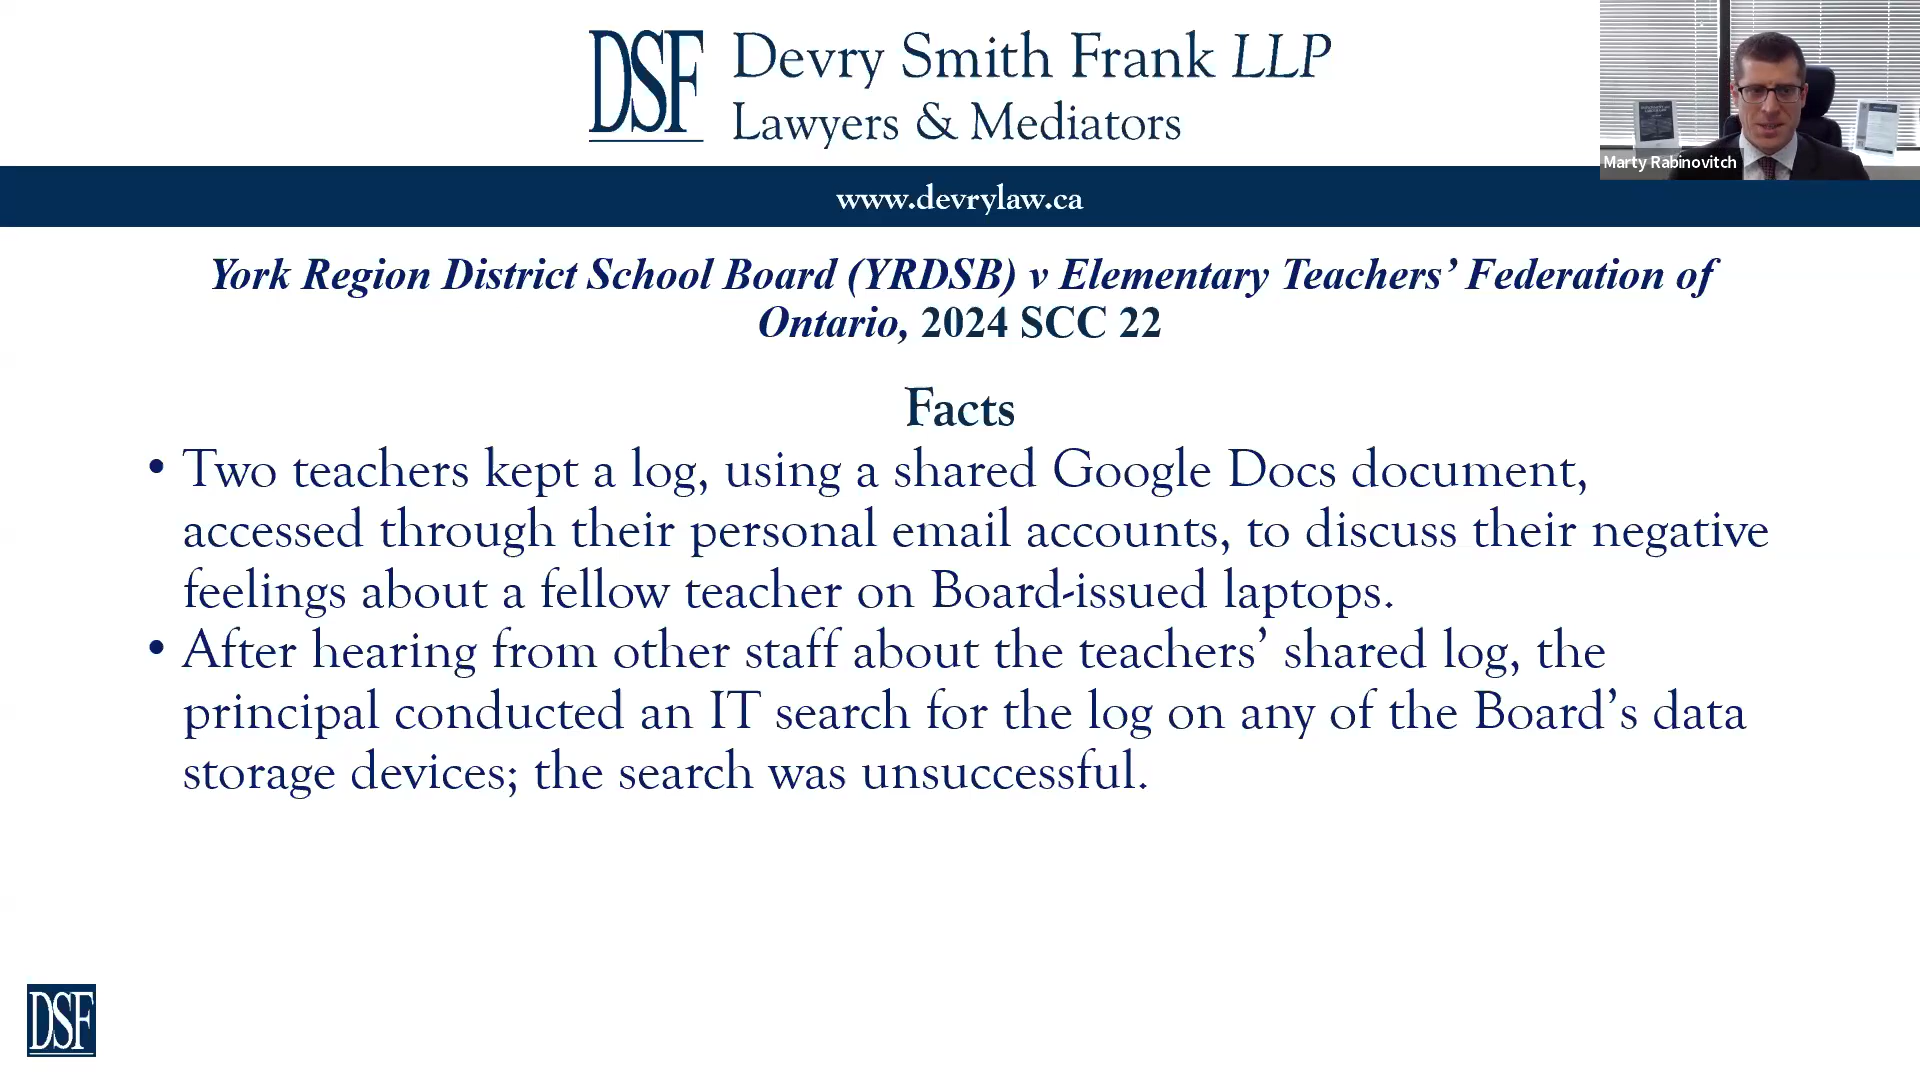 DSF
Devry Smith Frank LLP
Lawyers & Mediators
Marty Rabinovitch
www.devrylaw.ca
York Region District School Board (YRDSB) v Elementary Teachers’ Federation of
Ontario, 2024 SCC 22
Facts
• Two teachers kept a log, using a shared Google Docs document,
accessed through their personal email accounts, to discuss their negative
feelings about a fellow teacher on Board-issued laptops.
• After hearing from other staff about the teachers’ shared log, the
principal conducted an IT search for the log on any of the Board’s data
storage devices; the search was unsuccessful.
DSF